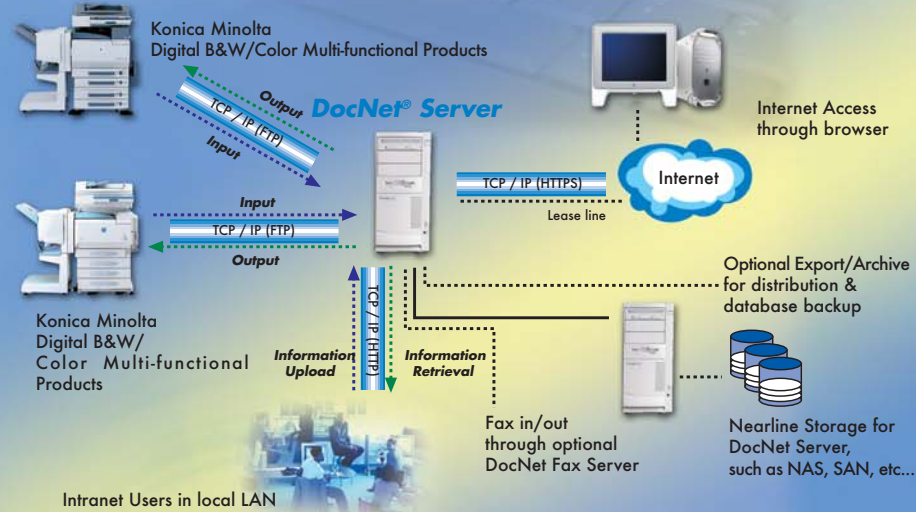 Konica Minolta
Digital B&W/Color Multi-functional Products
Output
TCP / IP (FTP)
Input
DocNet® Server
Internet Access
through browser
TCP / IP (HTTPS)
Internet
Lease line
Input
TCP / IP (FTP)
Output
Optional Export/Archive
for distribution &
database backup
Konica Minolta
Digital B&W/
Color Multi-functional
Products
Information
Upload
TCP / IP (HTTP)
Information
Retrieval
Fax in/out
through optional
DocNet Fax Server
Nearline Storage for
DocNet Server,
such as NAS, SAN, etc...
Intranet Users in local LAN